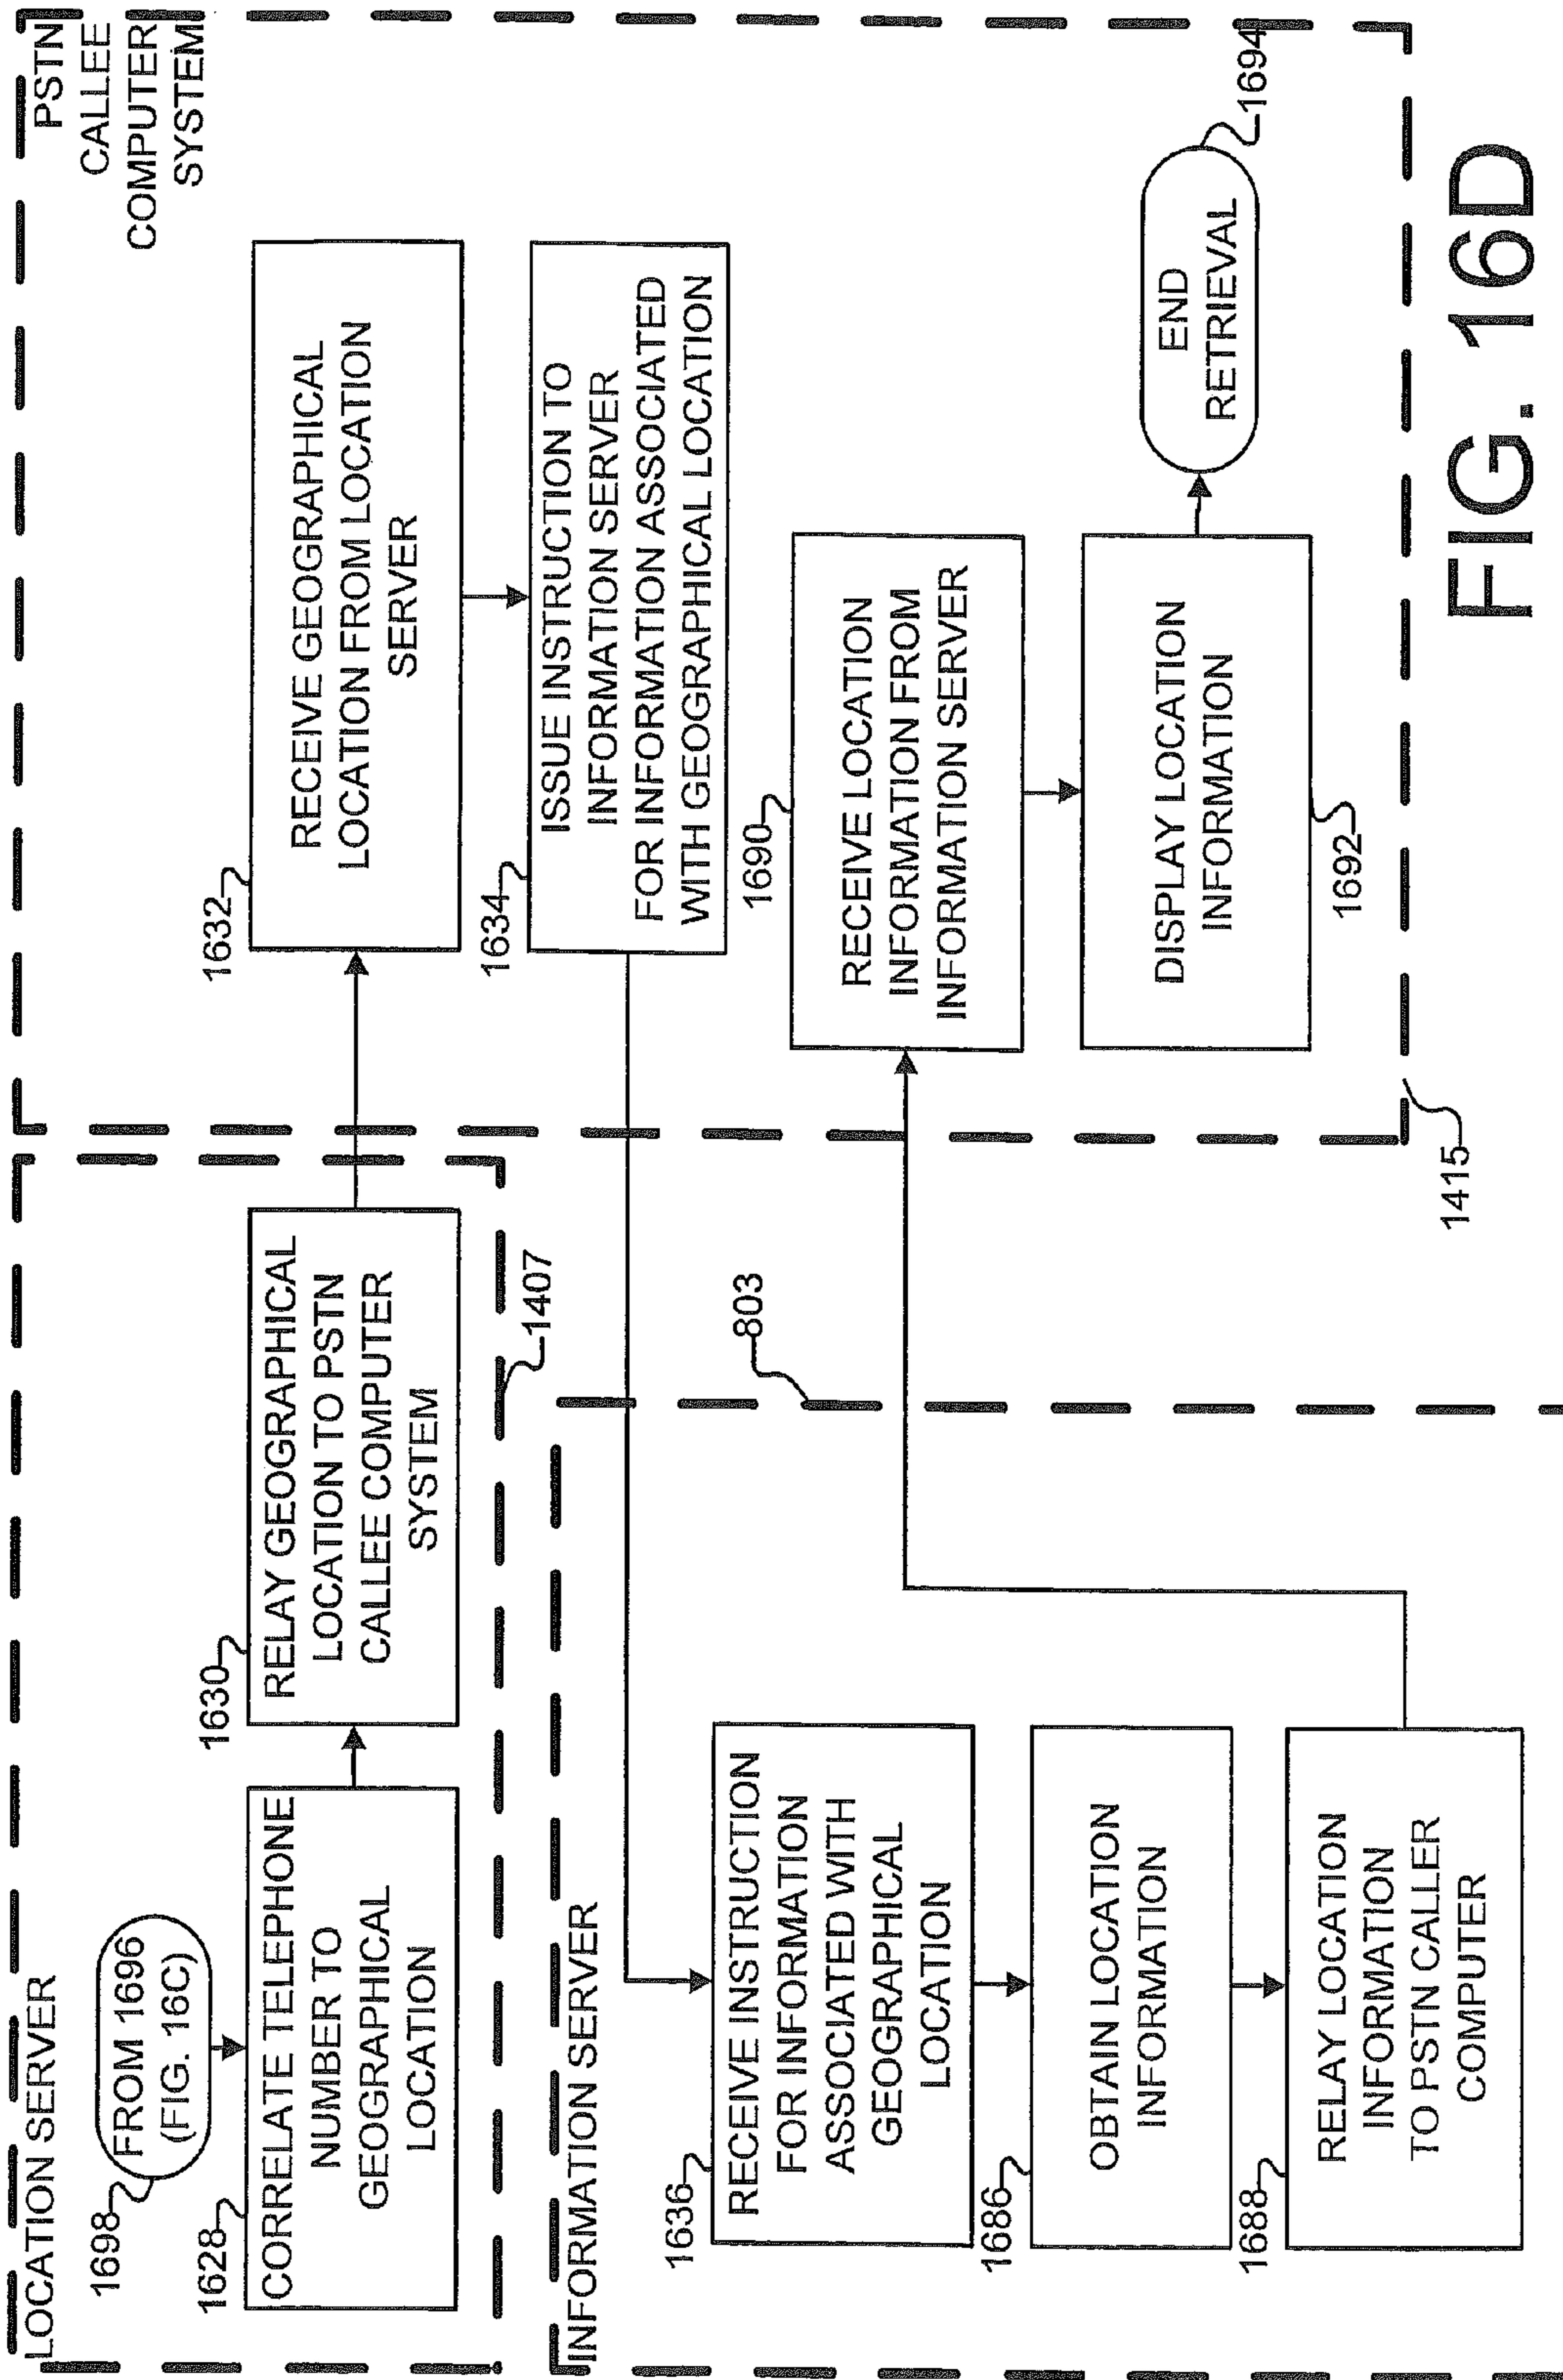 LOCATION SERVER
1698
FROM 1696
(FIG. 16C)
1628
CORRELATE TELEPHONE
NUMBER TO
GEOGRAPHICAL
LOCATION
1630
RELAY GEOGRAPHICAL
LOCATION TO PSTN
CALLEE COMPUTER
SYSTEM
1407
PSTN
CALLEE
COMPUTER
SYSTEM
1632
RECEIVE GEOGRAPHICAL
LOCATION FROM LOCATION
SERVER
1634
ISSUE INSTRUCTION TO
INFORMATION SERVER
FOR INFORMATION ASSOCIATED
WITH GEOGRAPHICAL LOCATION
INFORMATION SERVER
803
1636
RECEIVE INSTRUCTION
FOR INFORMATION
ASSOCIATED WITH
GEOGRAPHICAL
LOCATION
1686
OBTAIN LOCATION
INFORMATION
1688
RELAY LOCATION
INFORMATION
TO PSTN CALLER
COMPUTER
1690
RECEIVE LOCATION
INFORMATION FROM
INFORMATION SERVER
DISPLAY LOCATION
INFORMATION
1692
END
RETRIEVAL
1694
1415
FIG. 16D